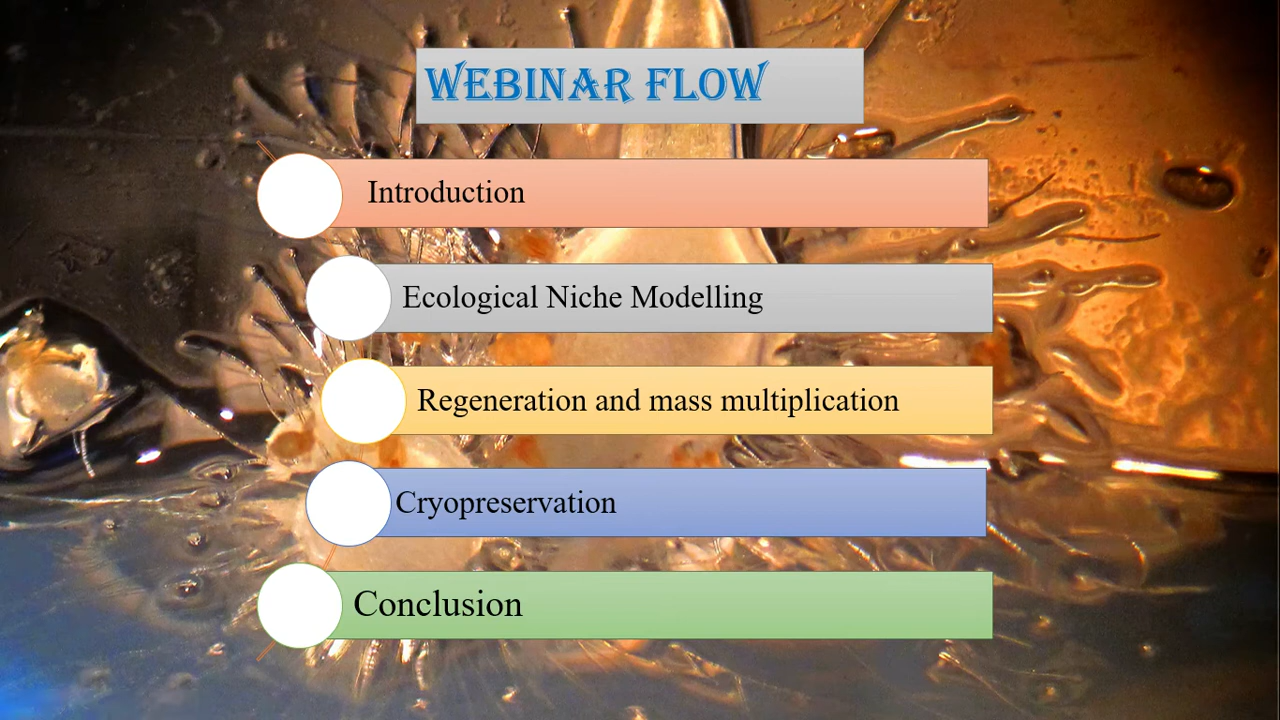 WEBINAR FLOW
Introduction
Ecological Niche Modelling
Regeneration and mass multiplication
Cryopreservation
Conclusion